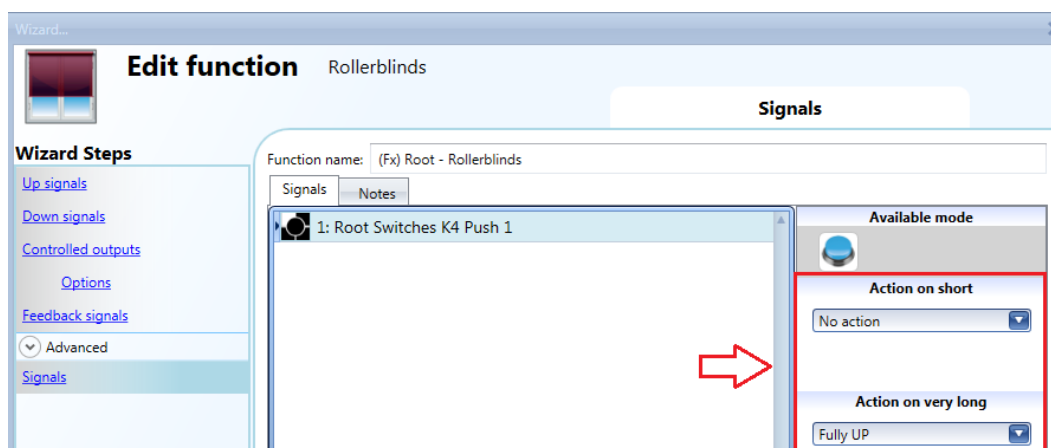 Wizard...
Edit function Rollerblinds
Signals
Wizard Steps
Up signals
Down signals
Controlled outputs
Options
Feedback signals
Advanced
Signals
Function name: (Fx) Root - Rollerblinds
Signals Notes
1: Root Switches K4 Push 1
Available mode
Action on short
No action
Action on very long
Fully UP